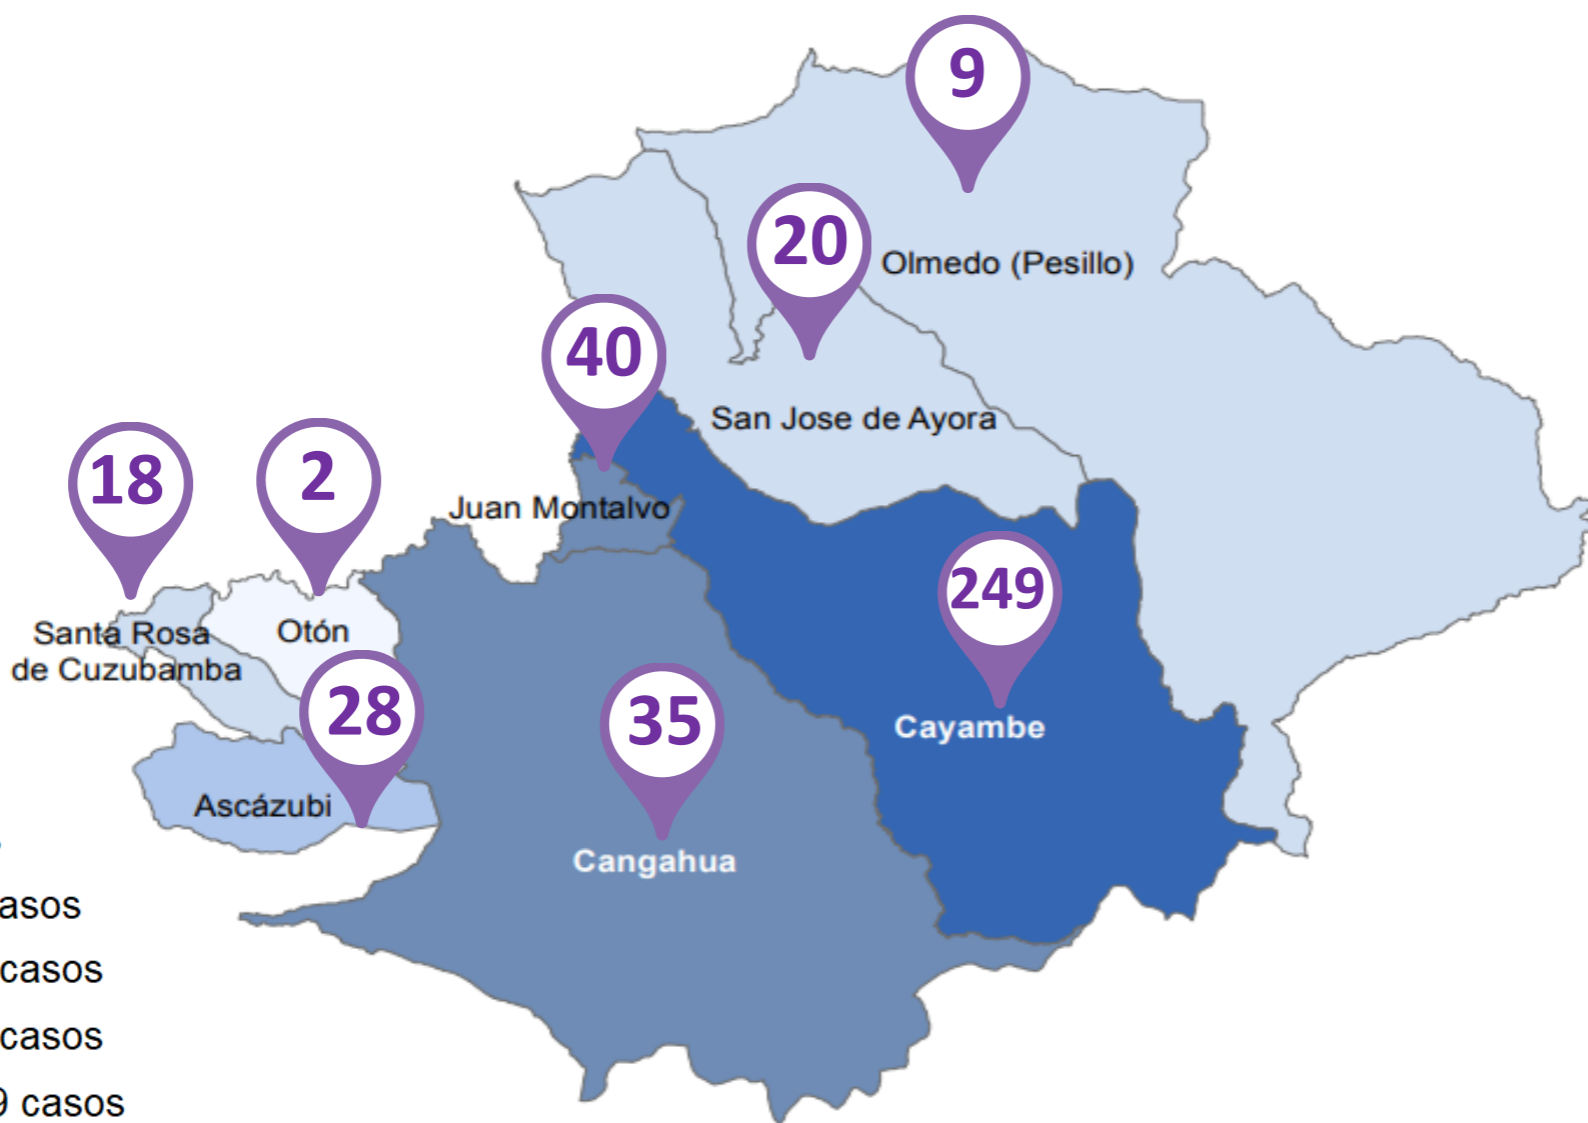 9
20
Olmedo (Pesillo)
40
San Jose de Ayora
18
2
Juan Montalvo
249
Santa Rosa
de Cuzubamba
Otón
28
35
Cayambe
Ascázubi
Cangahua
casos
casos
9 casos